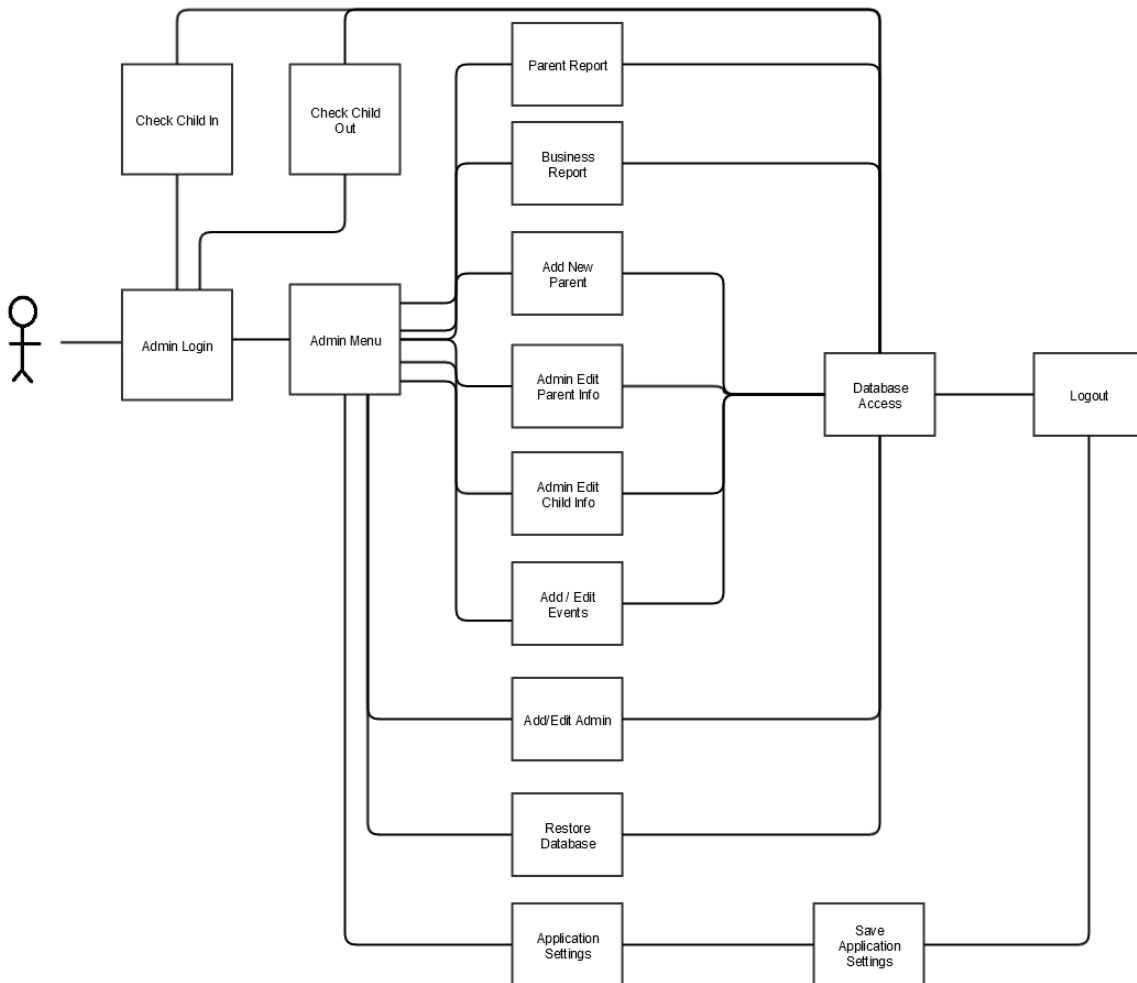 Parent Report
Check Child In
Check Child
Out
Business
Report
Add New
Parent
Admin Login
Admin Menu
Admin Edit
Parent Info
Database
Access
Logout
Admin Edit
Child Info
Add / Edit
Events
Add/Edit Admin
Restore
Database
Application
Settings
Save
Application
Settings